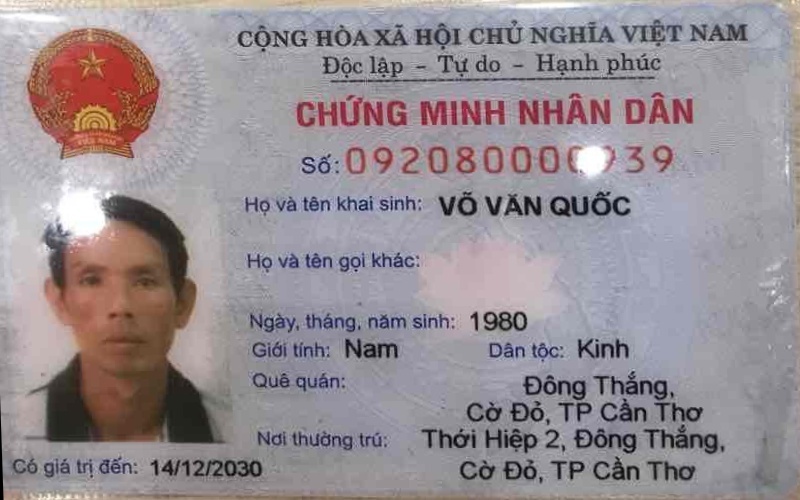 CỘNG HÒA XÃ HỘI CHỦ NGHĨA VIỆT NAM
Độc lập - Tự do - Hạnh phúc
CHỨNG MINH NHÂN DÂN
Số:
Họ và tên khai sinh: VÕ VĂN QUỐC
Họ và tên gọi khác:
Ngày, tháng, năm sinh: 1980
Giới tính: Nam Dân tộc: Kinh
Quê quán: Đông Thắng,
Cờ Đỏ, TP Cần Thơ
Nơi thường trú: Thới Hiệp 2, Đông Thắng,
Cờ Đỏ, TP Cần Thơ
Có giá trị đến: 14/12/2030